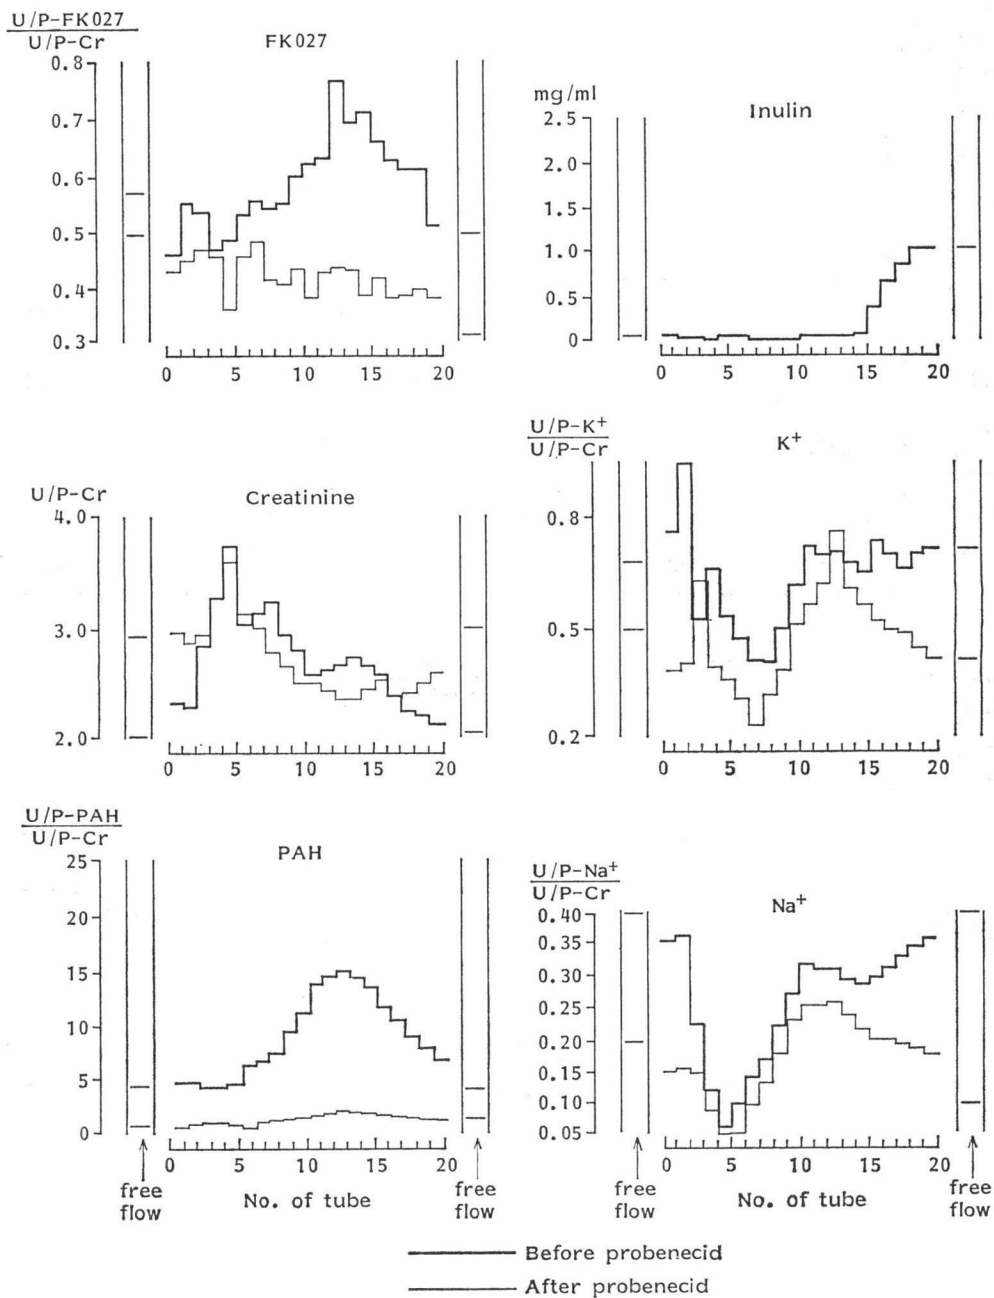 U/P-FK027
U/P-Cr
FK027
0.8
0.7
0.6
0.5
0.4
0.3
0 5 10 15 20
mg/ml
Inulin
2.5
2.0
1.5
1.0
0.5
0
0 5 10 15 20
U/P-Cr
Creatinine
4.0
3.0
2.0
0 5 10 15 20
U/P-K+
U/P-Cr
K+
0.8
0.5
0.2
0 5 10 15 20
U/P-PAH
U/P-Cr
PAH
25
20
15
10
5
0
0 5 10 15 20
free
flow
No. of tube
free
flow
U/P-Na+
U/P-Cr
Na+
0.40
0.35
0.30
0.20
0.15
0.10
0.05
0 5 10 15 20
free
flow
No. of tube
free
flow
Before probenecid
After probenecid